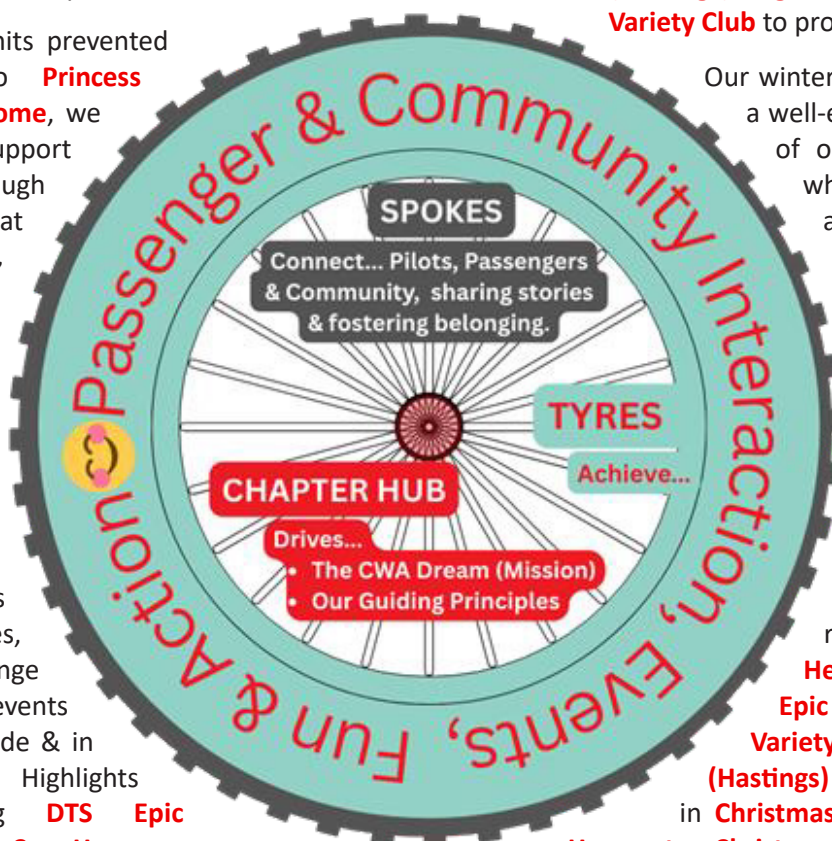 Variety Club to pro
nits prevented
Princess
ome, we
upport
ough
at
Our winter
a well-e
of o
wh
a
Passenger & Community Interaction, Events, Fun & Action
SPOKES
Connect... Pilots, Passengers
& Community, sharing stories
& fostering belonging.
TYRES
Achieve...
CHAPTER HUB
Drives...
• The CWA Dream (Mission)
• Our Guiding Principles
s
es,
nge
events
de & in
Highlights
g DTS Epic
r
He
Epic
Variety
(Hastings)
in Christmas